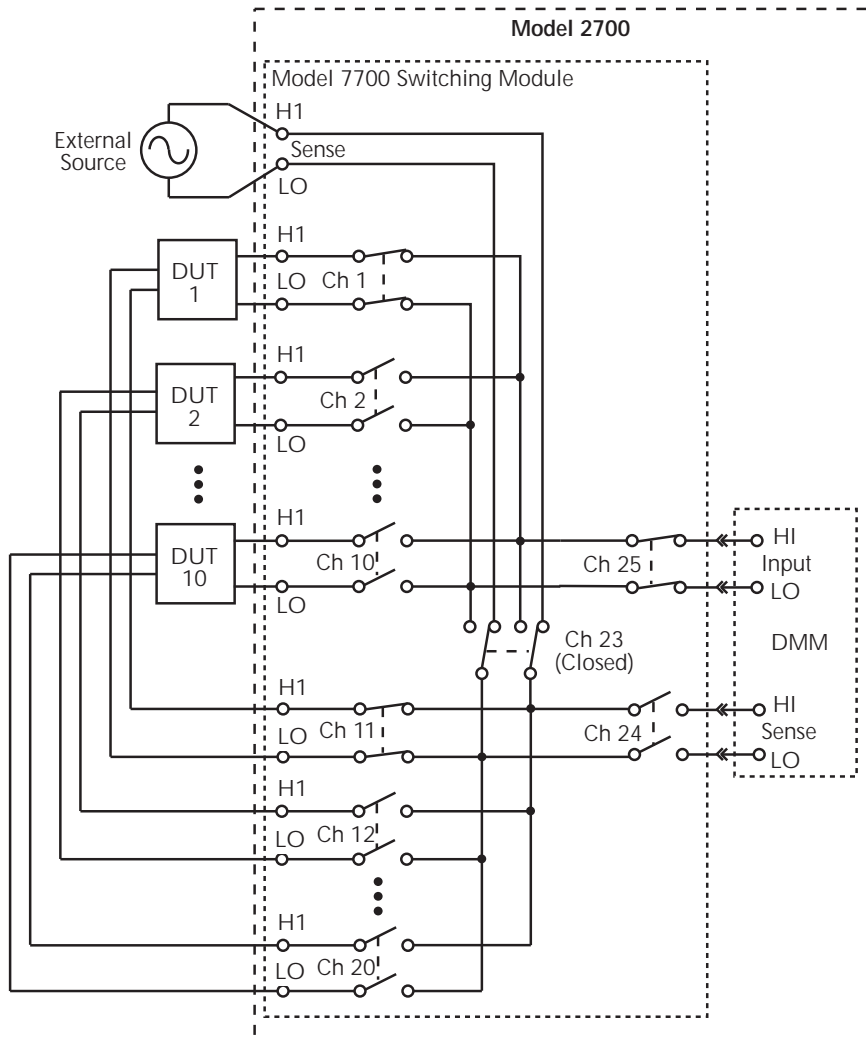 Model 2700
Model 7700 Switching Module
H1
External
Source
Sense
LO
H1
DUT
1
LO
Ch 1
H1
DUT
2
Ch 2
LO
H1
DUT
10
Ch 10
LO
Ch 25
HI
Input
LO
Ch 23
(Closed)
DMM
H1
LO
Ch 11
Ch 24
HI
Sense
LO
H1
LO
Ch 12
H1
LO
Ch 20